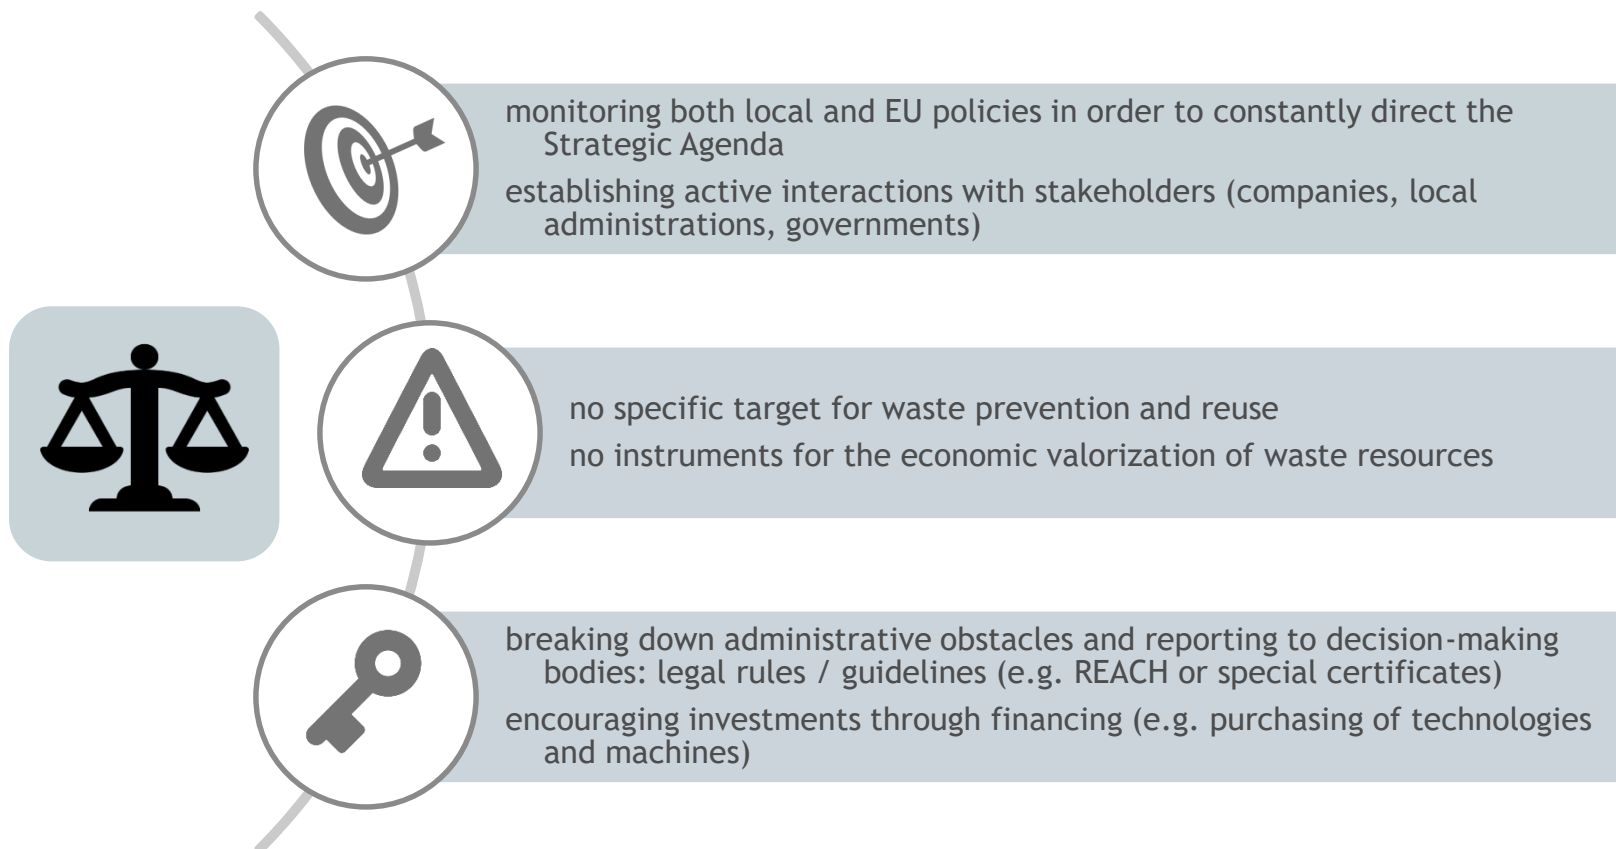 monitoring both local and EU policies in order to constantly direct the
Strategic Agenda
establishing active interactions with stakeholders (companies, local
administrations, governments)
no specific target for waste prevention and reuse
no instruments for the economic valorization of waste resources
breaking down administrative obstacles and reporting to decision-making
bodies: legal rules / guidelines (e.g. REACH or special certificates)
encouraging investments through financing (e.g. purchasing of technologies
and machines)